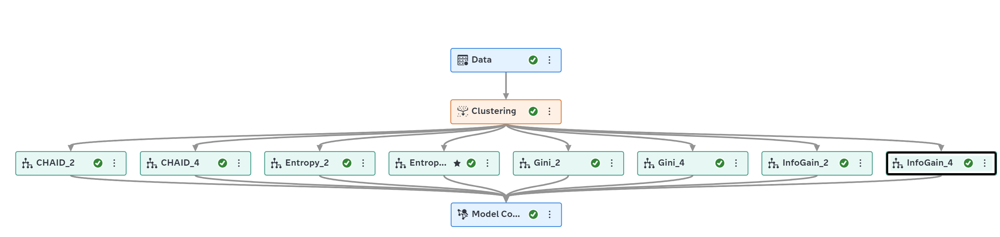 Data
Clustering
CHAID_2
CHAID_4
Entropy_2
Entrop...
Gini_2
Gini_4
InfoGain_2
InfoGain_4
Model Co...